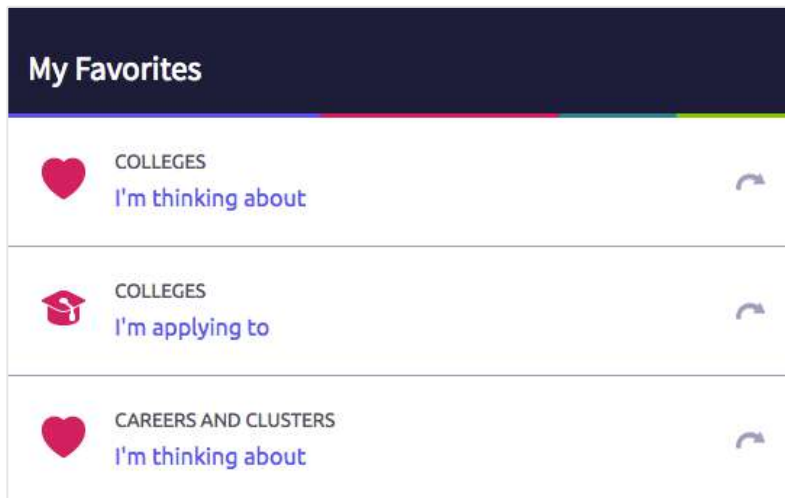 My Favorites
COLLEGES
I'm thinking about
COLLEGES
I'm applying to
CAREERS AND CLUSTERS
I'm thinking about